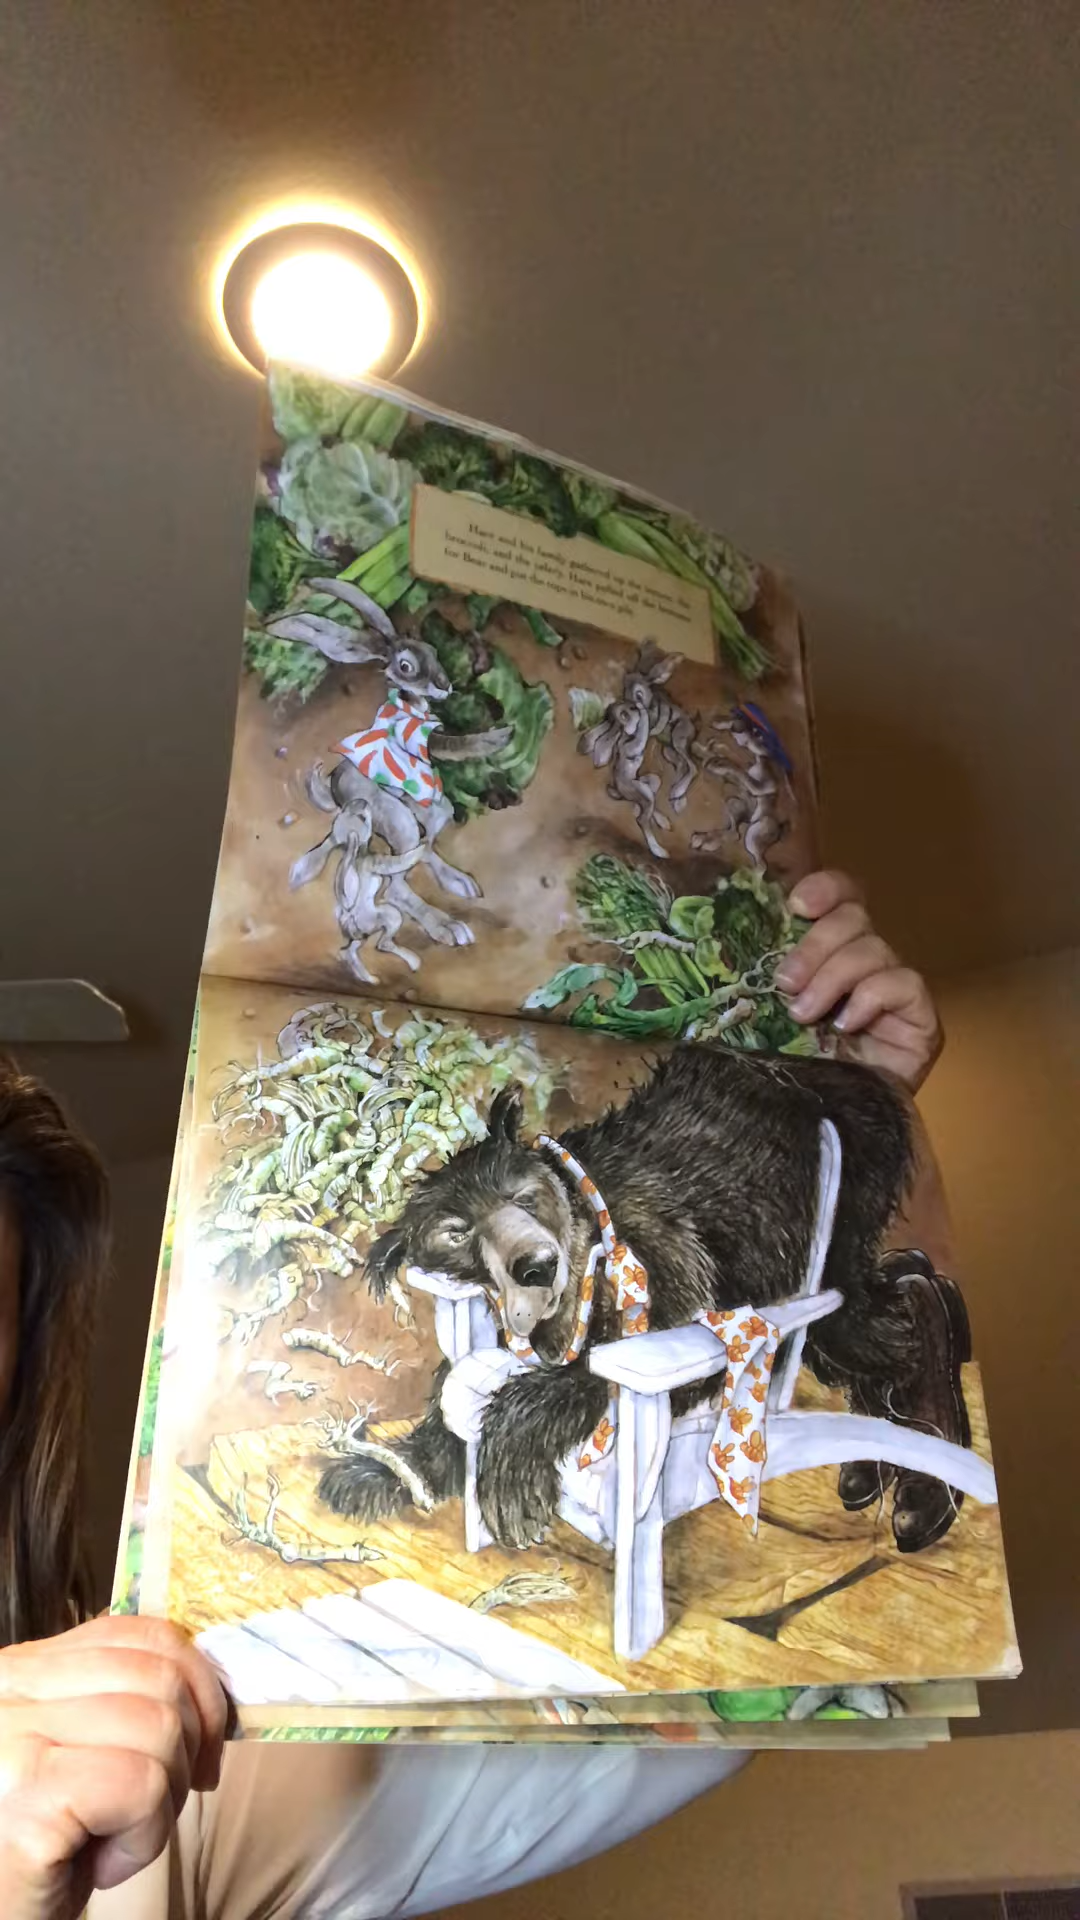 Hare and his family gathered up the lettuce, the
broccoli, and the celery. Hare pulled off the bottoms
for Bear and put the tops in his own pile.